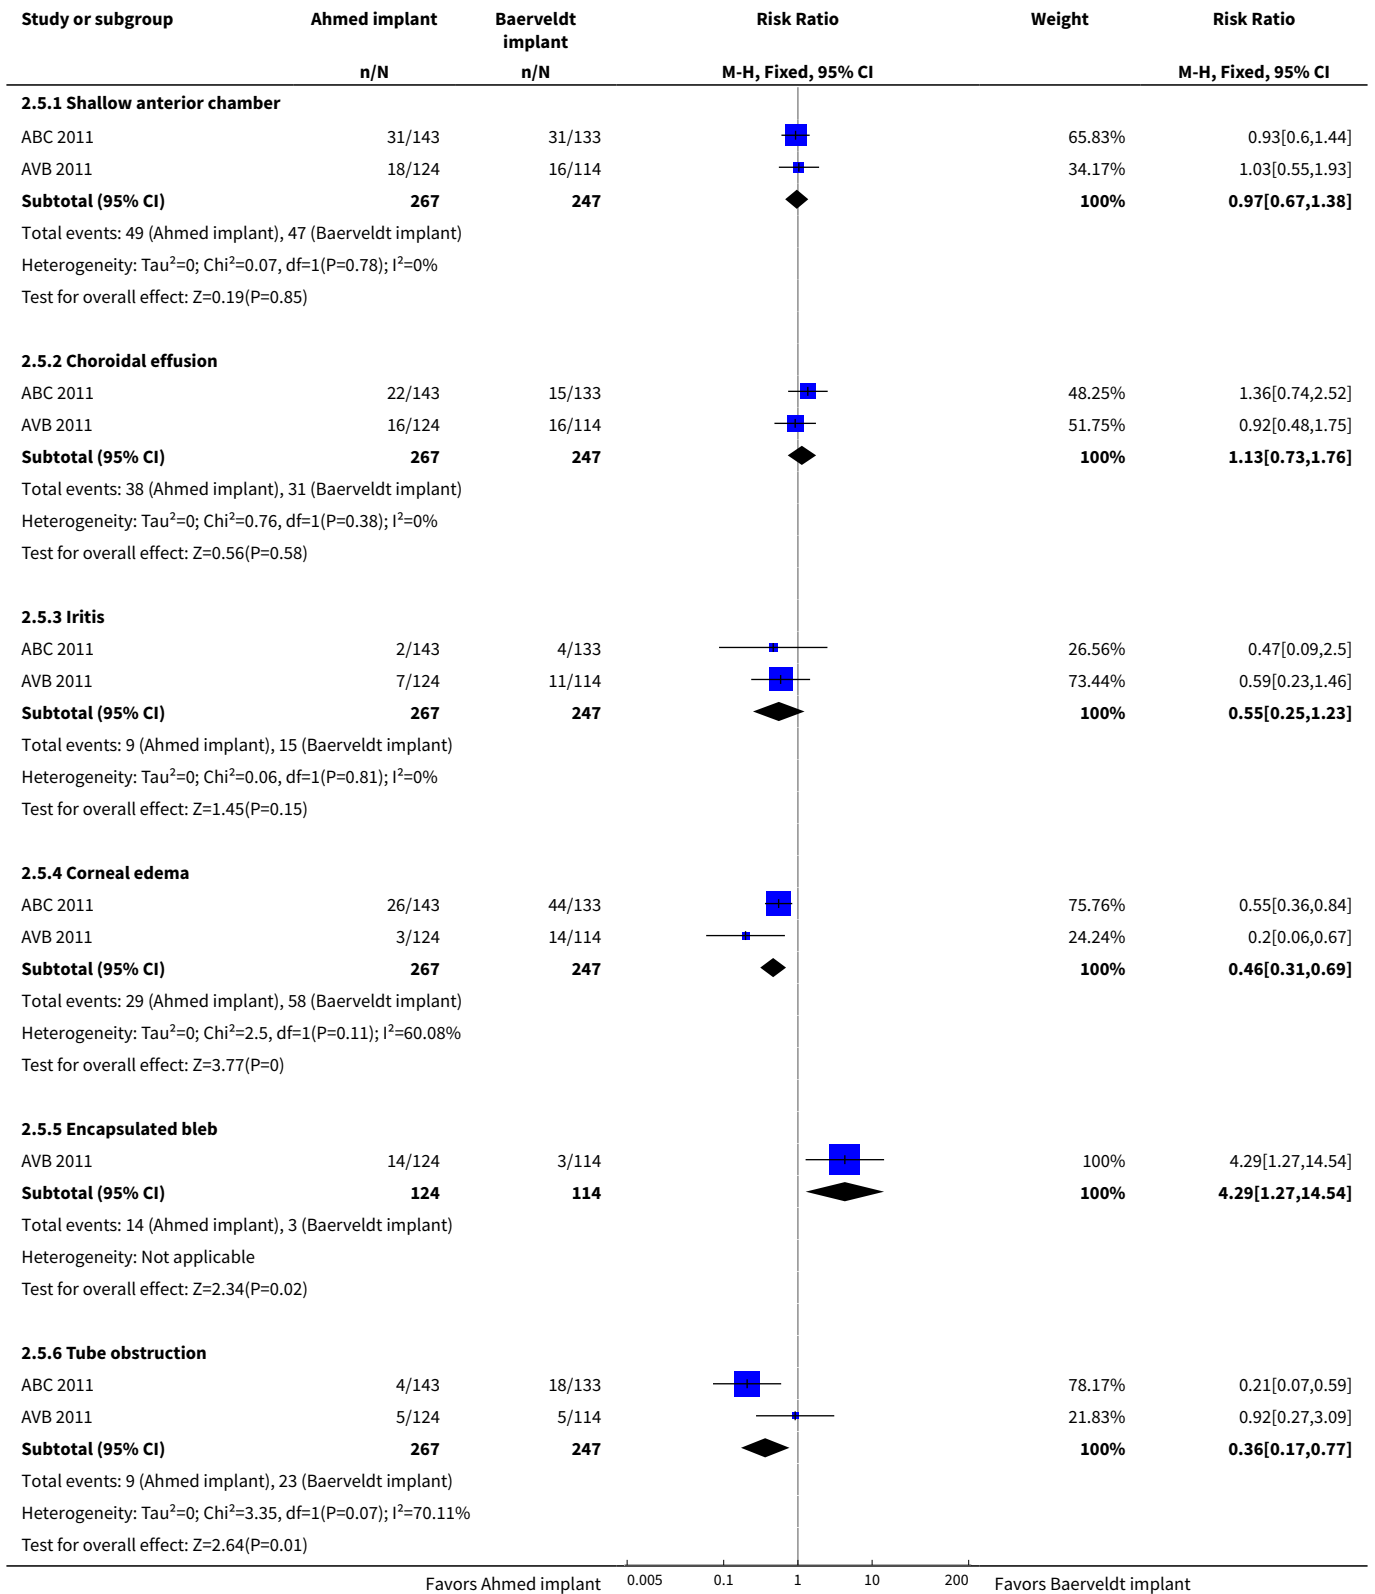 Study or subgroup Ahmed implant Baerveldt implant Risk Ratio Weight Risk Ratio
n/N n/N M-H, Fixed, 95% CI M-H, Fixed, 95% CI
2.5.1 Shallow anterior chamber
ABC 2011 31/143 31/133 65.83% 0.93[0.6,1.44]
AVB 2011 18/124 16/114 34.17% 1.03[0.55,1.93]
Subtotal (95% CI) 267 247 100% 0.97[0.67,1.38]
Total events: 49 (Ahmed implant), 47 (Baerveldt implant)
Heterogeneity: Tau²=0; Chi²=0.07, df=1(P=0.78); I²=0%
Test for overall effect: Z=0.19(P=0.85)
2.5.2 Choroidal effusion
ABC 2011 22/143 15/133 48.25% 1.36[0.74,2.52]
AVB 2011 16/124 16/114 51.75% 0.92[0.48,1.75]
Subtotal (95% CI) 267 247 100% 1.13[0.73,1.76]
Total events: 38 (Ahmed implant), 31 (Baerveldt implant)
Heterogeneity: Tau²=0; Chi²=0.76, df=1(P=0.38); I²=0%
Test for overall effect: Z=0.56(P=0.58)
2.5.3 Iritis
ABC 2011 2/143 4/133 26.56% 0.47[0.09,2.5]
AVB 2011 7/124 11/114 73.44% 0.59[0.23,1.46]
Subtotal (95% CI) 267 247 100% 0.55[0.25,1.23]
Total events: 9 (Ahmed implant), 15 (Baerveldt implant)
Heterogeneity: Tau²=0; Chi²=0.06, df=1(P=0.81); I²=0%
Test for overall effect: Z=1.45(P=0.15)
2.5.4 Corneal edema
ABC 2011 26/143 44/133 75.76% 0.55[0.36,0.84]
AVB 2011 3/124 14/114 24.24% 0.2[0.06,0.67]
Subtotal (95% CI) 267 247 100% 0.46[0.31,0.69]
Total events: 29 (Ahmed implant), 58 (Baerveldt implant)
Heterogeneity: Tau²=0; Chi²=2.5, df=1(P=0.11); I²=60.08%
Test for overall effect: Z=3.77(P=0)
2.5.5 Encapsulated bleb
AVB 2011 14/124 3/114 100% 4.29[1.27,14.54]
Subtotal (95% CI) 124 114 100% 4.29[1.27,14.54]
Total events: 14 (Ahmed implant), 3 (Baerveldt implant)
Heterogeneity: Not applicable
Test for overall effect: Z=2.34(P=0.02)
2.5.6 Tube obstruction
ABC 2011 4/143 18/133 78.17% 0.21[0.07,0.59]
AVB 2011 5/124 5/114 21.83% 0.92[0.27,3.09]
Subtotal (95% CI) 267 247 100% 0.36[0.17,0.77]
Total events: 9 (Ahmed implant), 23 (Baerveldt implant)
Heterogeneity: Tau²=0; Chi²=3.35, df=1(P=0.07); I²=70.11%
Test for overall effect: Z=2.64(P=0.01)
Favors Ahmed implant 0.005 0.1 1 10 200 Favors Baerveldt implant